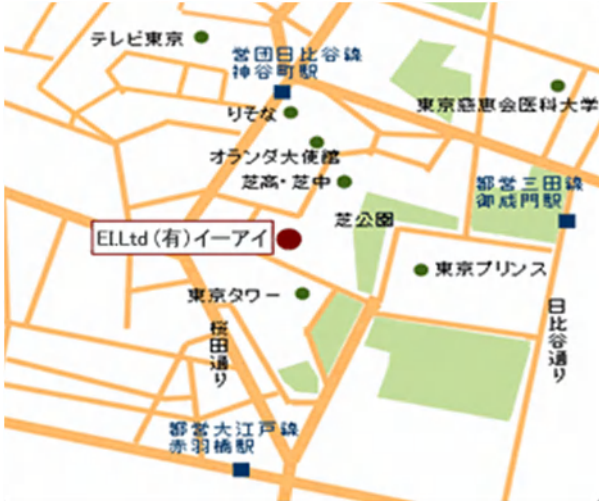 テレビ東京
営団日比谷線
神谷町駅
りそな
東京慈恵会医科大学
オランダ大使館
芝高・芝中
都営三田線
御成門駅
芝公園
EI.Ltd (有)イーアイ
東京プリンス
東京タワー
桜田通り
日比谷通り
都営大江戸線
赤羽橋駅